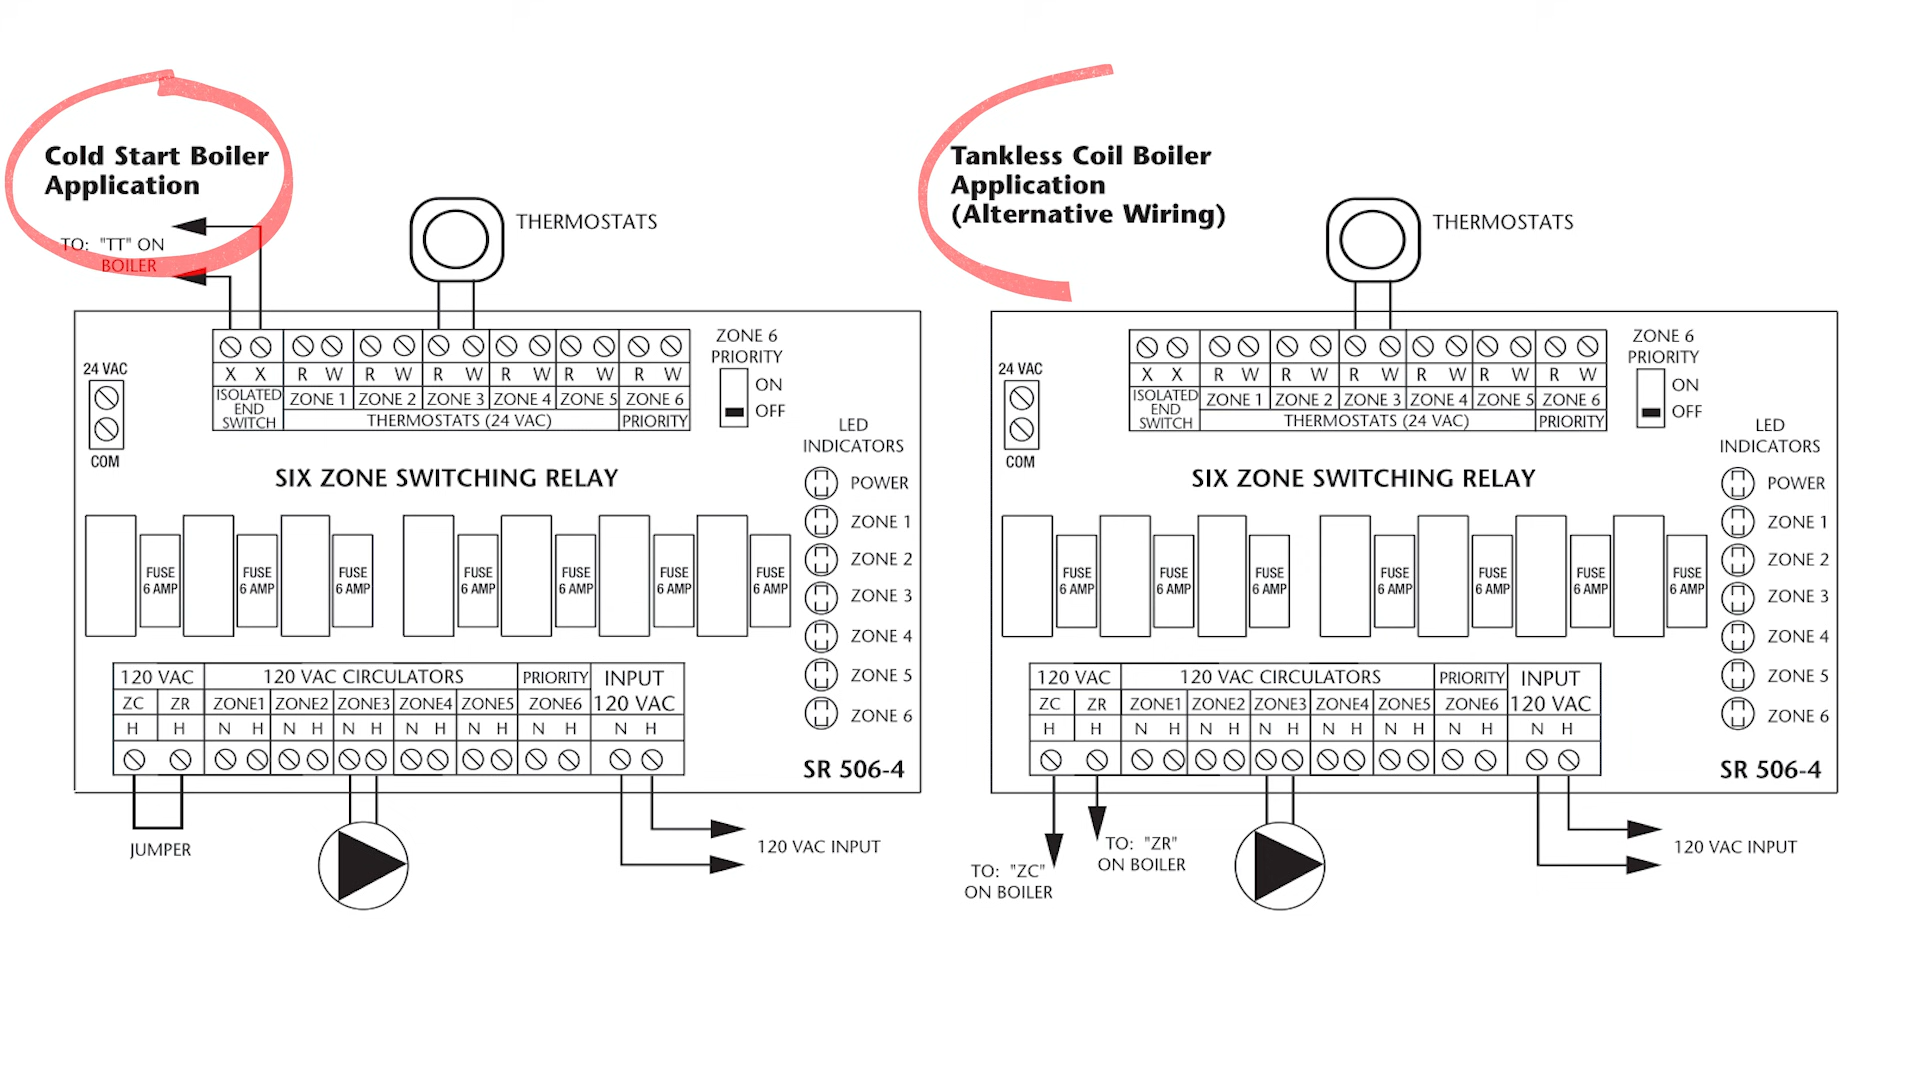 Cold Start Boiler
Application
TO: "TT" ON
BOILER
THERMOSTATS
24 VAC
COM
X X R W R W R W R W R W R W
ISOLATED
END
SWITCH
ZONE 1 ZONE 2 ZONE 3 ZONE 4 ZONE 5 ZONE 6
THERMOSTATS (24 VAC) PRIORITY
ZONE 6
PRIORITY
ON
OFF
LED
INDICATORS
SIX ZONE SWITCHING RELAY
POWER
ZONE 1
ZONE 2
ZONE 3
ZONE 4
ZONE 5
ZONE 6
FUSE FUSE FUSE FUSE FUSE FUSE FUSE
6 AMP 6 AMP 6 AMP 6 AMP 6 AMP 6 AMP 6 AMP
120 VAC 120 VAC CIRCULATORS PRIORITY INPUT
ZC ZR ZONE1 ZONE2 ZONE3 ZONE4 ZONE5 ZONE6 120 VAC
H H N H N H N H N H N H N H N H
SR 506-4
JUMPER
120 VAC INPUT
Tankless Coil Boiler
Application
(Alternative Wiring)
THERMOSTATS
24 VAC
COM
X X R W R W R W R W R W R W
ISOLATED
END
SWITCH
ZONE 1 ZONE 2 ZONE 3 ZONE 4 ZONE 5 ZONE 6
THERMOSTATS (24 VAC) PRIORITY
ZONE 6
PRIORITY
ON
OFF
LED
INDICATORS
SIX ZONE SWITCHING RELAY
POWER
ZONE 1
ZONE 2
ZONE 3
ZONE 4
ZONE 5
ZONE 6
FUSE FUSE FUSE FUSE FUSE FUSE FUSE
6 AMP 6 AMP 6 AMP 6 AMP 6 AMP 6 AMP 6 AMP
120 VAC 120 VAC CIRCULATORS PRIORITY INPUT
ZC ZR ZONE1 ZONE2 ZONE3 ZONE4 ZONE5 ZONE6 120 VAC
H H N H N H N H N H N H N H N H
SR 506-4
TO: "ZC"
ON BOILER
TO: "ZR"
ON BOILER
120 VAC INPUT